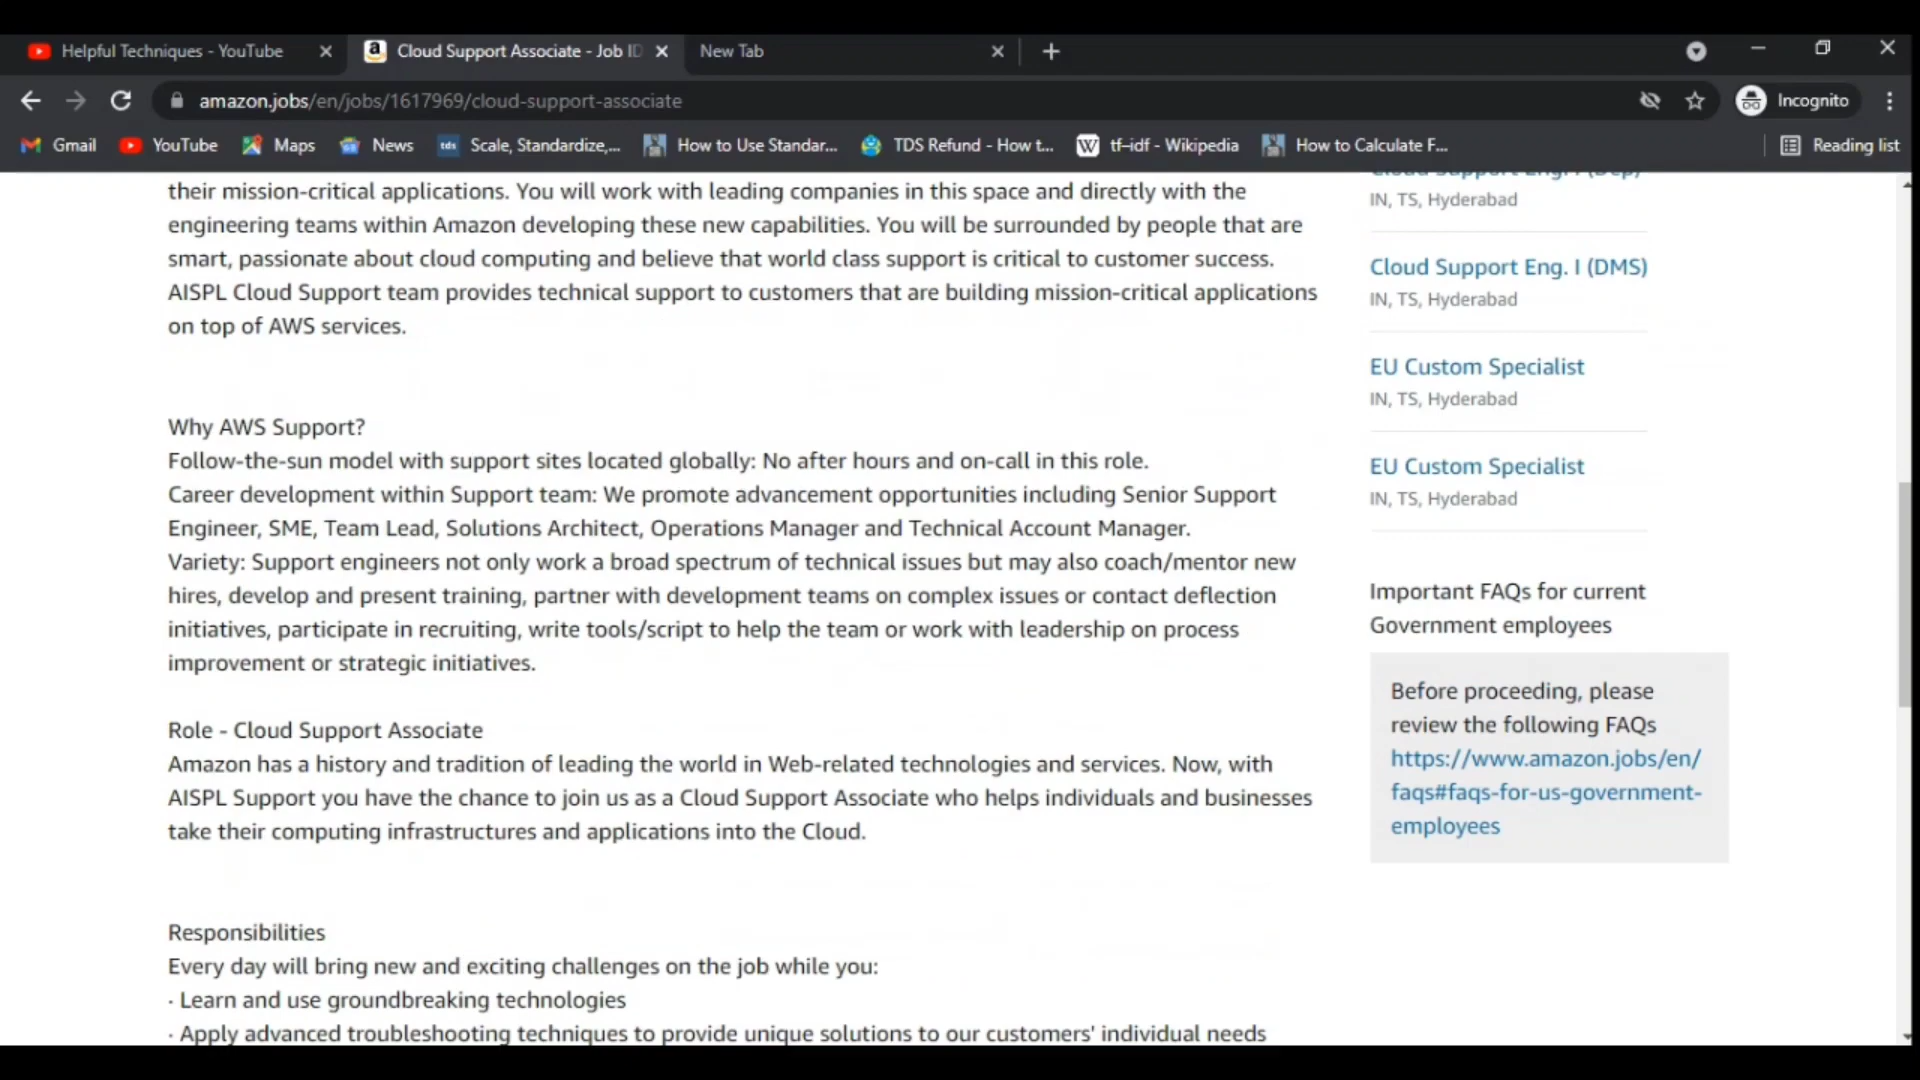 Helpful Techniques - YouTube
Cloud Support Associate - Job ID
New Tab
amazon.jobs/en/jobs/1617969/cloud-support-associate
Incognito
Gmail
YouTube
Maps
News
tds
Scale, Standardize,...
How to Use Standar...
TDS Refund - How t...
W
tf–idf - Wikipedia
How to Calculate F...
Reading list
their mission-critical applications. You will work with leading companies in this space and directly with the
engineering teams within Amazon developing these new capabilities. You will be surrounded by people that are
smart, passionate about cloud computing and believe that world class support is critical to customer success.
AISPL Cloud Support team provides technical support to customers that are building mission-critical applications
on top of AWS services.
Why AWS Support?
Follow-the-sun model with support sites located globally: No after hours and on-call in this role.
Career development within Support team: We promote advancement opportunities including Senior Support
Engineer, SME, Team Lead, Solutions Architect, Operations Manager and Technical Account Manager.
Variety: Support engineers not only work a broad spectrum of technical issues but may also coach/mentor new
hires, develop and present training, partner with development teams on complex issues or contact deflection
initiatives, participate in recruiting, write tools/script to help the team or work with leadership on process
improvement or strategic initiatives.
Role - Cloud Support Associate
Amazon has a history and tradition of leading the world in Web-related technologies and services. Now, with
AISPL Support you have the chance to join us as a Cloud Support Associate who helps individuals and businesses
take their computing infrastructures and applications into the Cloud.
Responsibilities
Every day will bring new and exciting challenges on the job while you:
· Learn and use groundbreaking technologies
· Apply advanced troubleshooting techniques to provide unique solutions to our customers' individual needs
Cloud Support Eng. I (Dep)
IN, TS, Hyderabad
Cloud Support Eng. I (DMS)
IN, TS, Hyderabad
EU Custom Specialist
IN, TS, Hyderabad
EU Custom Specialist
IN, TS, Hyderabad
Important FAQs for current
Government employees
Before proceeding, please
review the following FAQs
https://www.amazon.jobs/en/
faqs#faqs-for-us-government-
employees